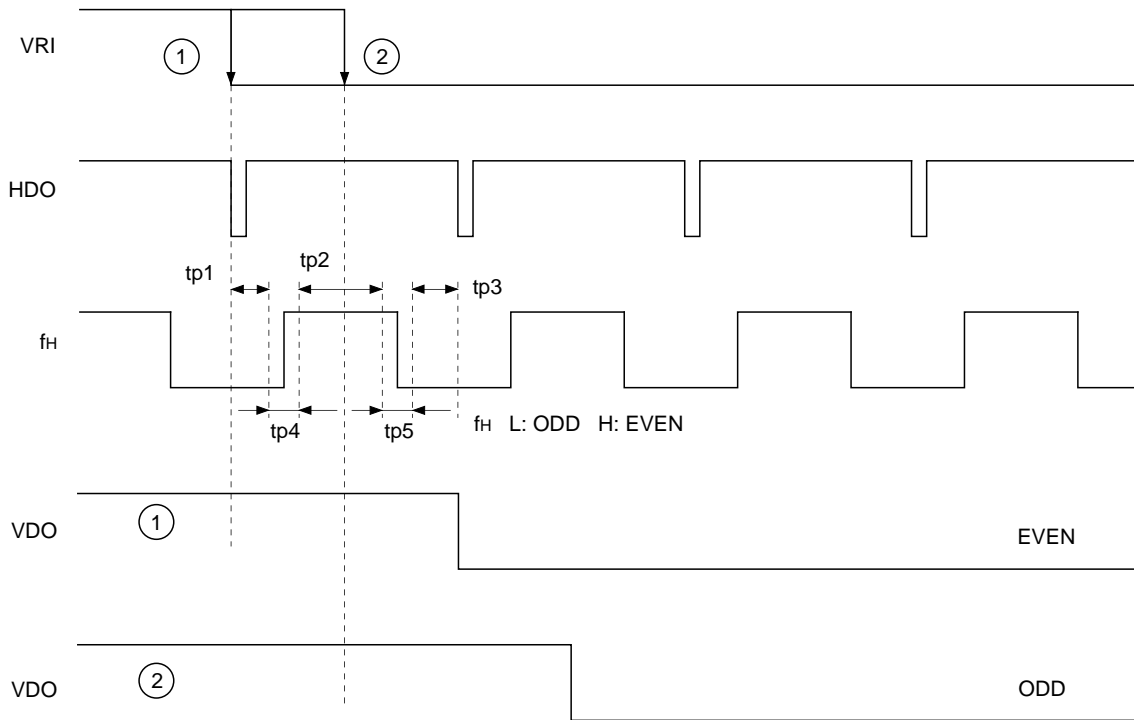 VRI
1
2
HDO
tp1
tp2
tp3
fH
tp4
tp5
fH L: ODD H: EVEN
VDO
1
EVEN
VDO
2
ODD